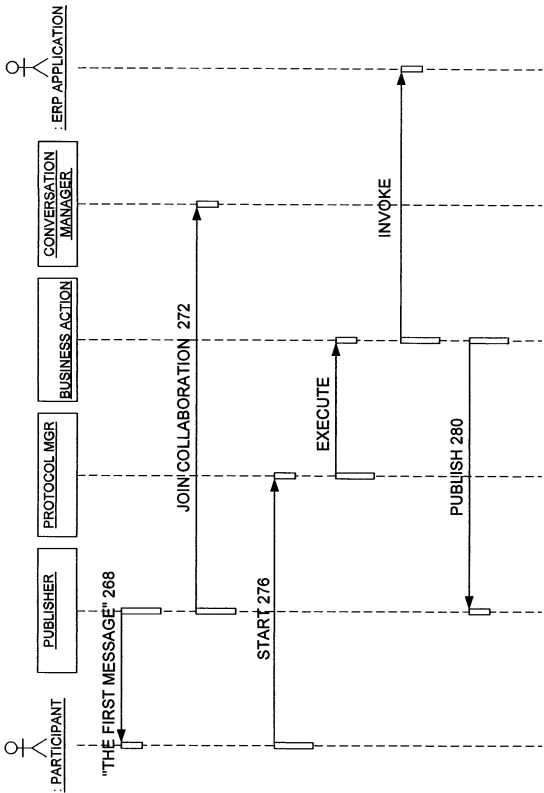 : PARTICIPANT
PUBLISHER
PROTOCOL MGR
BUSINESS ACTION
CONVERSATION
MANAGER
: ERP APPLICATION
"THE FIRST MESSAGE" 268
JOIN COLLABORATION 272
START 276
EXECUTE
INVOKE
PUBLISH 280